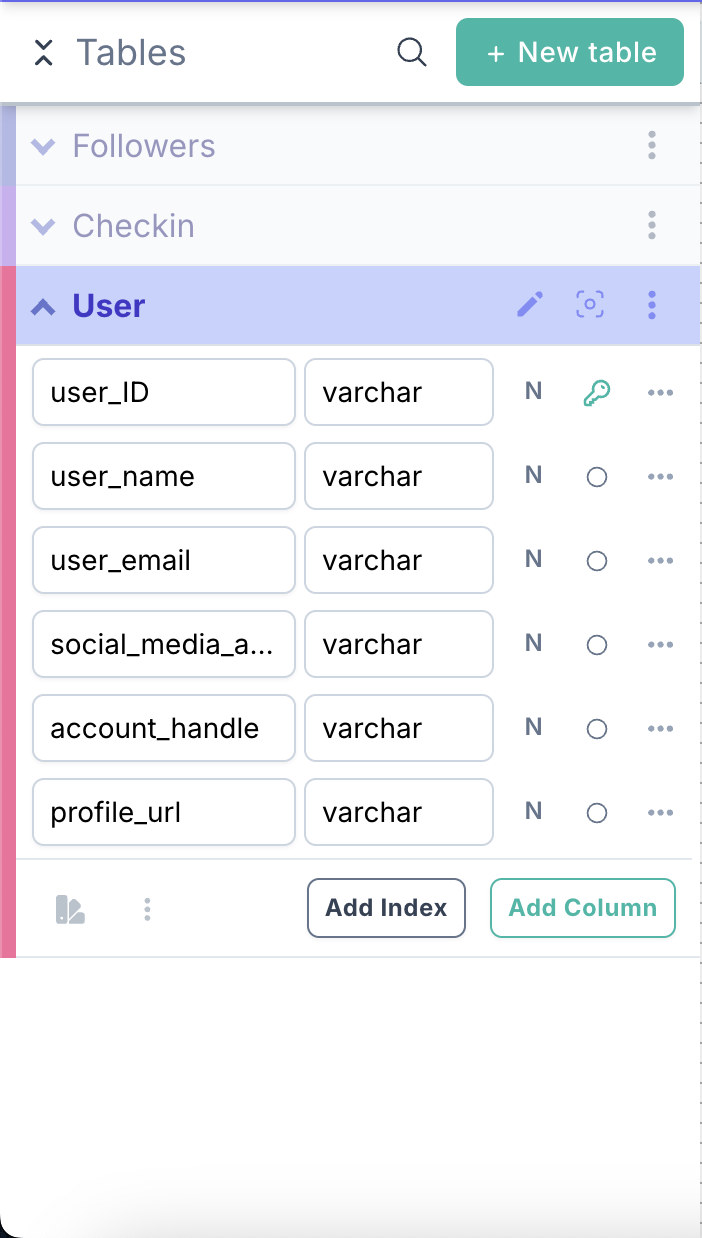 Tables + New table
Followers
Checkin
User
user_ID varchar N
user_name varchar N
user_email varchar N
social_media_a... varchar N
account_handle varchar N
profile_url varchar N
Add Index Add Column